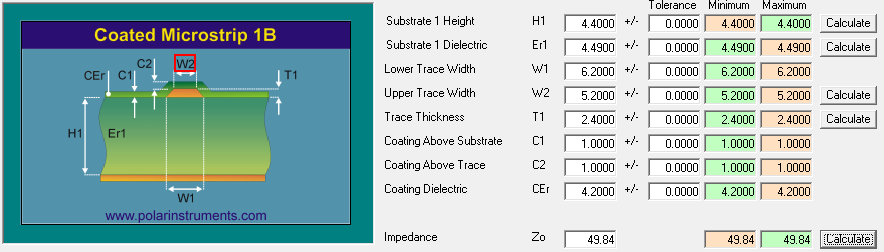 Coated Microstrip 1B
C2 W2
CEr C1 T1
H1 Er1
W1
www.polarinstruments.com
Tolerance Minimum Maximum
Substrate 1 Height H1 4.4000 +/- 0.0000 4.4000 4.4000 Calculate
Substrate 1 Dielectric Er1 4.4900 +/- 0.0000 4.4900 4.4900 Calculate
Lower Trace Width W1 6.2000 +/- 0.0000 6.2000 6.2000
Upper Trace Width W2 5.2000 +/- 0.0000 5.2000 5.2000 Calculate
Trace Thickness T1 2.4000 +/- 0.0000 2.4000 2.4000 Calculate
Coating Above Substrate C1 1.0000 +/- 0.0000 1.0000 1.0000
Coating Above Trace C2 1.0000 +/- 0.0000 1.0000 1.0000
Coating Dielectric CEr 4.2000 +/- 0.0000 4.2000 4.2000
Impedance Zo 49.84 49.84 49.84 Calculate